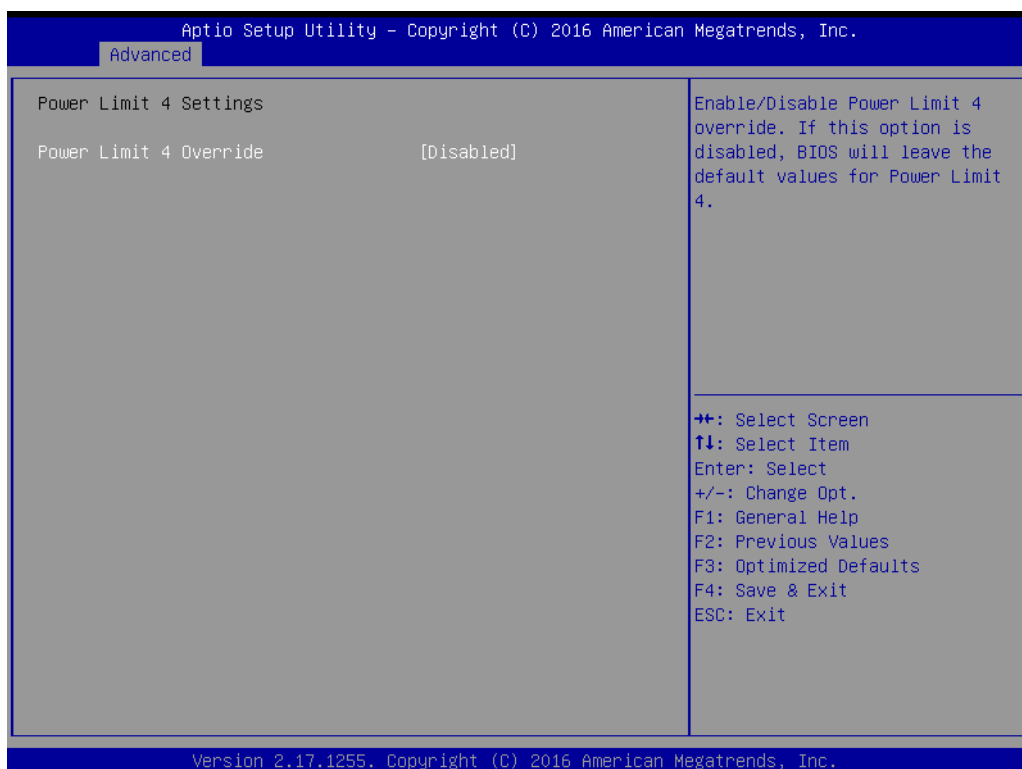 Aptio Setup Utility – Copyright (C) 2016 American Megatrends, Inc.
Advanced
Power Limit 4 Settings
Power Limit 4 Override [Disabled]
Enable/Disable Power Limit 4
override. If this option is
disabled, BIOS will leave the
default values for Power Limit
4.
→←: Select Screen
↑↓: Select Item
Enter: Select
+/-: Change Opt.
F1: General Help
F2: Previous Values
F3: Optimized Defaults
F4: Save & Exit
ESC: Exit
Version 2.17.1255. Copyright (C) 2016 American Megatrends, Inc.